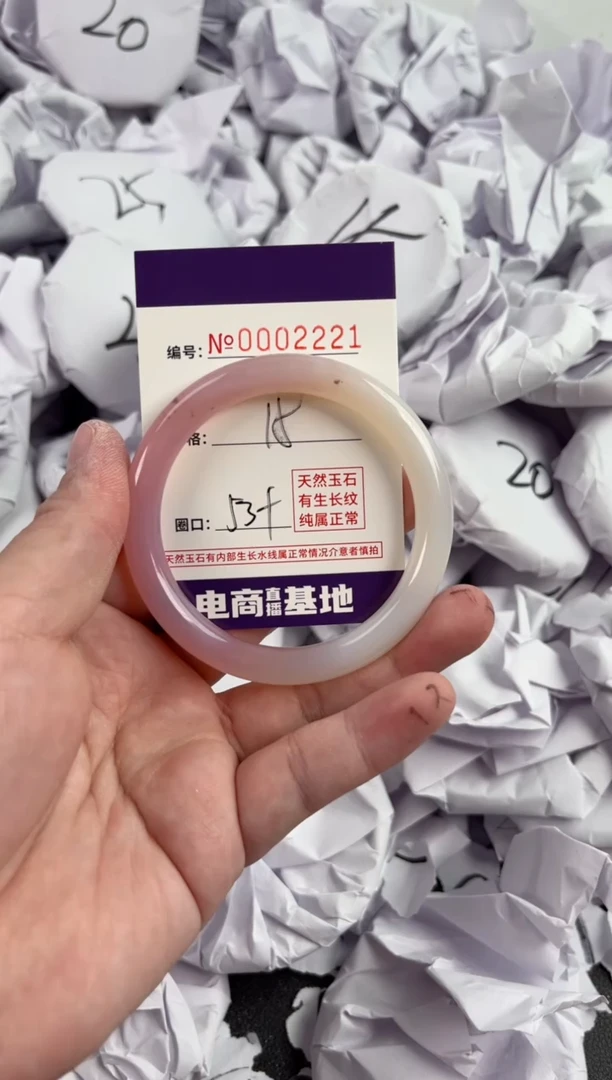 20
25
编号: №0002221
格: 18
天然玉石
有生长纹
纯属正常
圈口: 53+
天然玉石有内部生长水线属正常情况介意者慎拍
电商直播基地
20